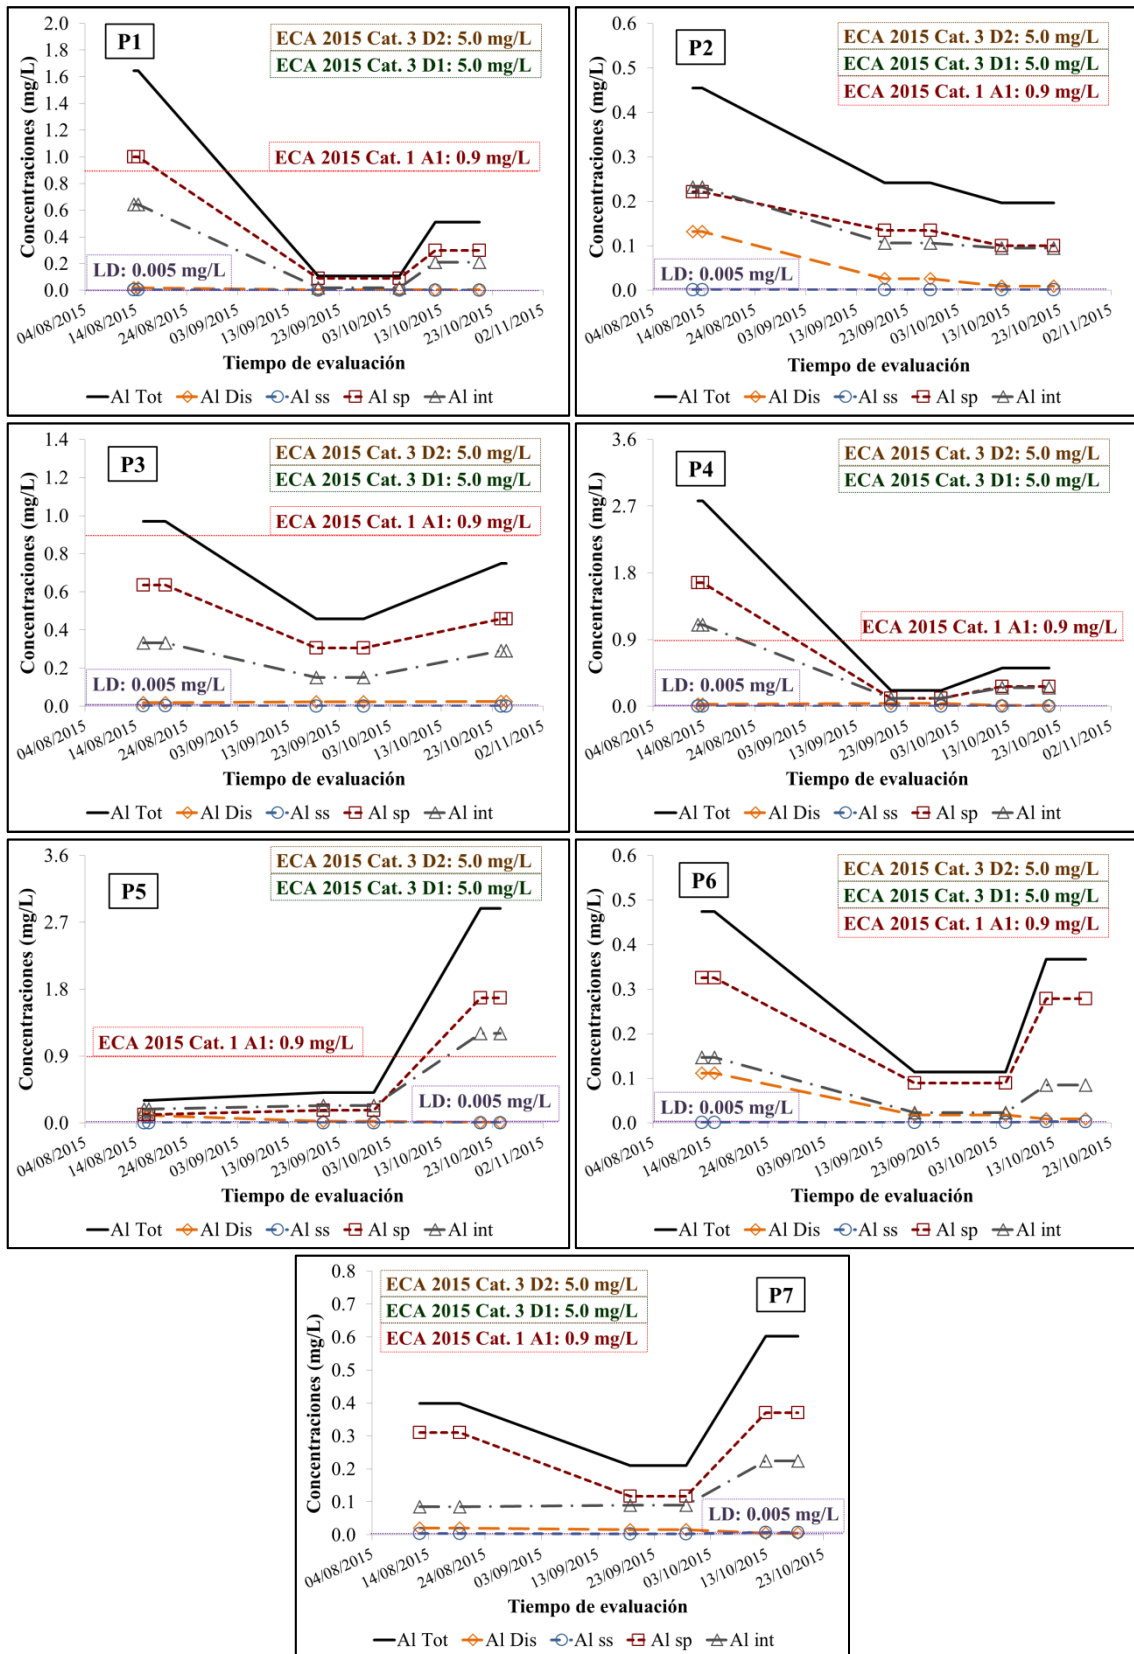 P1
ECA 2015 Cat. 3 D2: 5.0 mg/L
ECA 2015 Cat. 3 D1: 5.0 mg/L
ECA 2015 Cat. 1 A1: 0.9 mg/L
LD: 0.005 mg/L
Concentraciones (mg/L)
2.0
1.8
1.6
1.4
1.2
1.0
0.8
0.6
0.4
0.2
0.0
04/08/2015 14/08/2015 24/08/2015 03/09/2015 13/09/2015 23/09/2015 03/10/2015 13/10/2015 23/10/2015 02/11/2015
Tiempo de evaluación
Al Tot Al Dis Al ss Al sp Al int
P2
ECA 2015 Cat. 3 D2: 5.0 mg/L
ECA 2015 Cat. 3 D1: 5.0 mg/L
ECA 2015 Cat. 1 A1: 0.9 mg/L
LD: 0.005 mg/L
Concentraciones (mg/L)
0.6
0.5
0.4
0.3
0.2
0.1
0.0
04/08/2015 14/08/2015 24/08/2015 03/09/2015 13/09/2015 23/09/2015 03/10/2015 13/10/2015 23/10/2015 02/11/2015
Tiempo de evaluación
Al Tot Al Dis Al ss Al sp Al int
P3
ECA 2015 Cat. 3 D2: 5.0 mg/L
ECA 2015 Cat. 3 D1: 5.0 mg/L
ECA 2015 Cat. 1 A1: 0.9 mg/L
LD: 0.005 mg/L
Concentraciones (mg/L)
1.4
1.2
1.0
0.8
0.6
0.4
0.2
0.0
04/08/2015 14/08/2015 24/08/2015 03/09/2015 13/09/2015 23/09/2015 03/10/2015 13/10/2015 23/10/2015 02/11/2015
Tiempo de evaluación
Al Tot Al Dis Al ss Al sp Al int
P4
ECA 2015 Cat. 3 D2: 5.0 mg/L
ECA 2015 Cat. 3 D1: 5.0 mg/L
ECA 2015 Cat. 1 A1: 0.9 mg/L
LD: 0.005 mg/L
Concentraciones (mg/L)
3.6
2.7
1.8
0.9
0.0
04/08/2015 14/08/2015 24/08/2015 03/09/2015 13/09/2015 23/09/2015 03/10/2015 13/10/2015 23/10/2015 02/11/2015
Tiempo de evaluación
Al Tot Al Dis Al ss Al sp Al int
P5
ECA 2015 Cat. 3 D2: 5.0 mg/L
ECA 2015 Cat. 3 D1: 5.0 mg/L
ECA 2015 Cat. 1 A1: 0.9 mg/L
LD: 0.005 mg/L
Concentraciones (mg/L)
3.6
2.7
1.8
0.9
0.0
04/08/2015 14/08/2015 24/08/2015 03/09/2015 13/09/2015 23/09/2015 03/10/2015 13/10/2015 23/10/2015 02/11/2015
Tiempo de evaluación
Al Tot Al Dis Al ss Al sp Al int
P6
ECA 2015 Cat. 3 D2: 5.0 mg/L
ECA 2015 Cat. 3 D1: 5.0 mg/L
ECA 2015 Cat. 1 A1: 0.9 mg/L
LD: 0.005 mg/L
Concentraciones (mg/L)
0.6
0.5
0.4
0.3
0.2
0.1
0.0
04/08/2015 14/08/2015 24/08/2015 03/09/2015 13/09/2015 23/09/2015 03/10/2015 13/10/2015 23/10/2015
Tiempo de evaluación
Al Tot Al Dis Al ss Al sp Al int
P7
ECA 2015 Cat. 3 D2: 5.0 mg/L
ECA 2015 Cat. 3 D1: 5.0 mg/L
ECA 2015 Cat. 1 A1: 0.9 mg/L
LD: 0.005 mg/L
Concentraciones (mg/L)
0.8
0.7
0.6
0.5
0.4
0.3
0.2
0.1
0.0
04/08/2015 14/08/2015 24/08/2015 03/09/2015 13/09/2015 23/09/2015 03/10/2015 13/10/2015 23/10/2015
Tiempo de evaluación
Al Tot Al Dis Al ss Al sp Al int